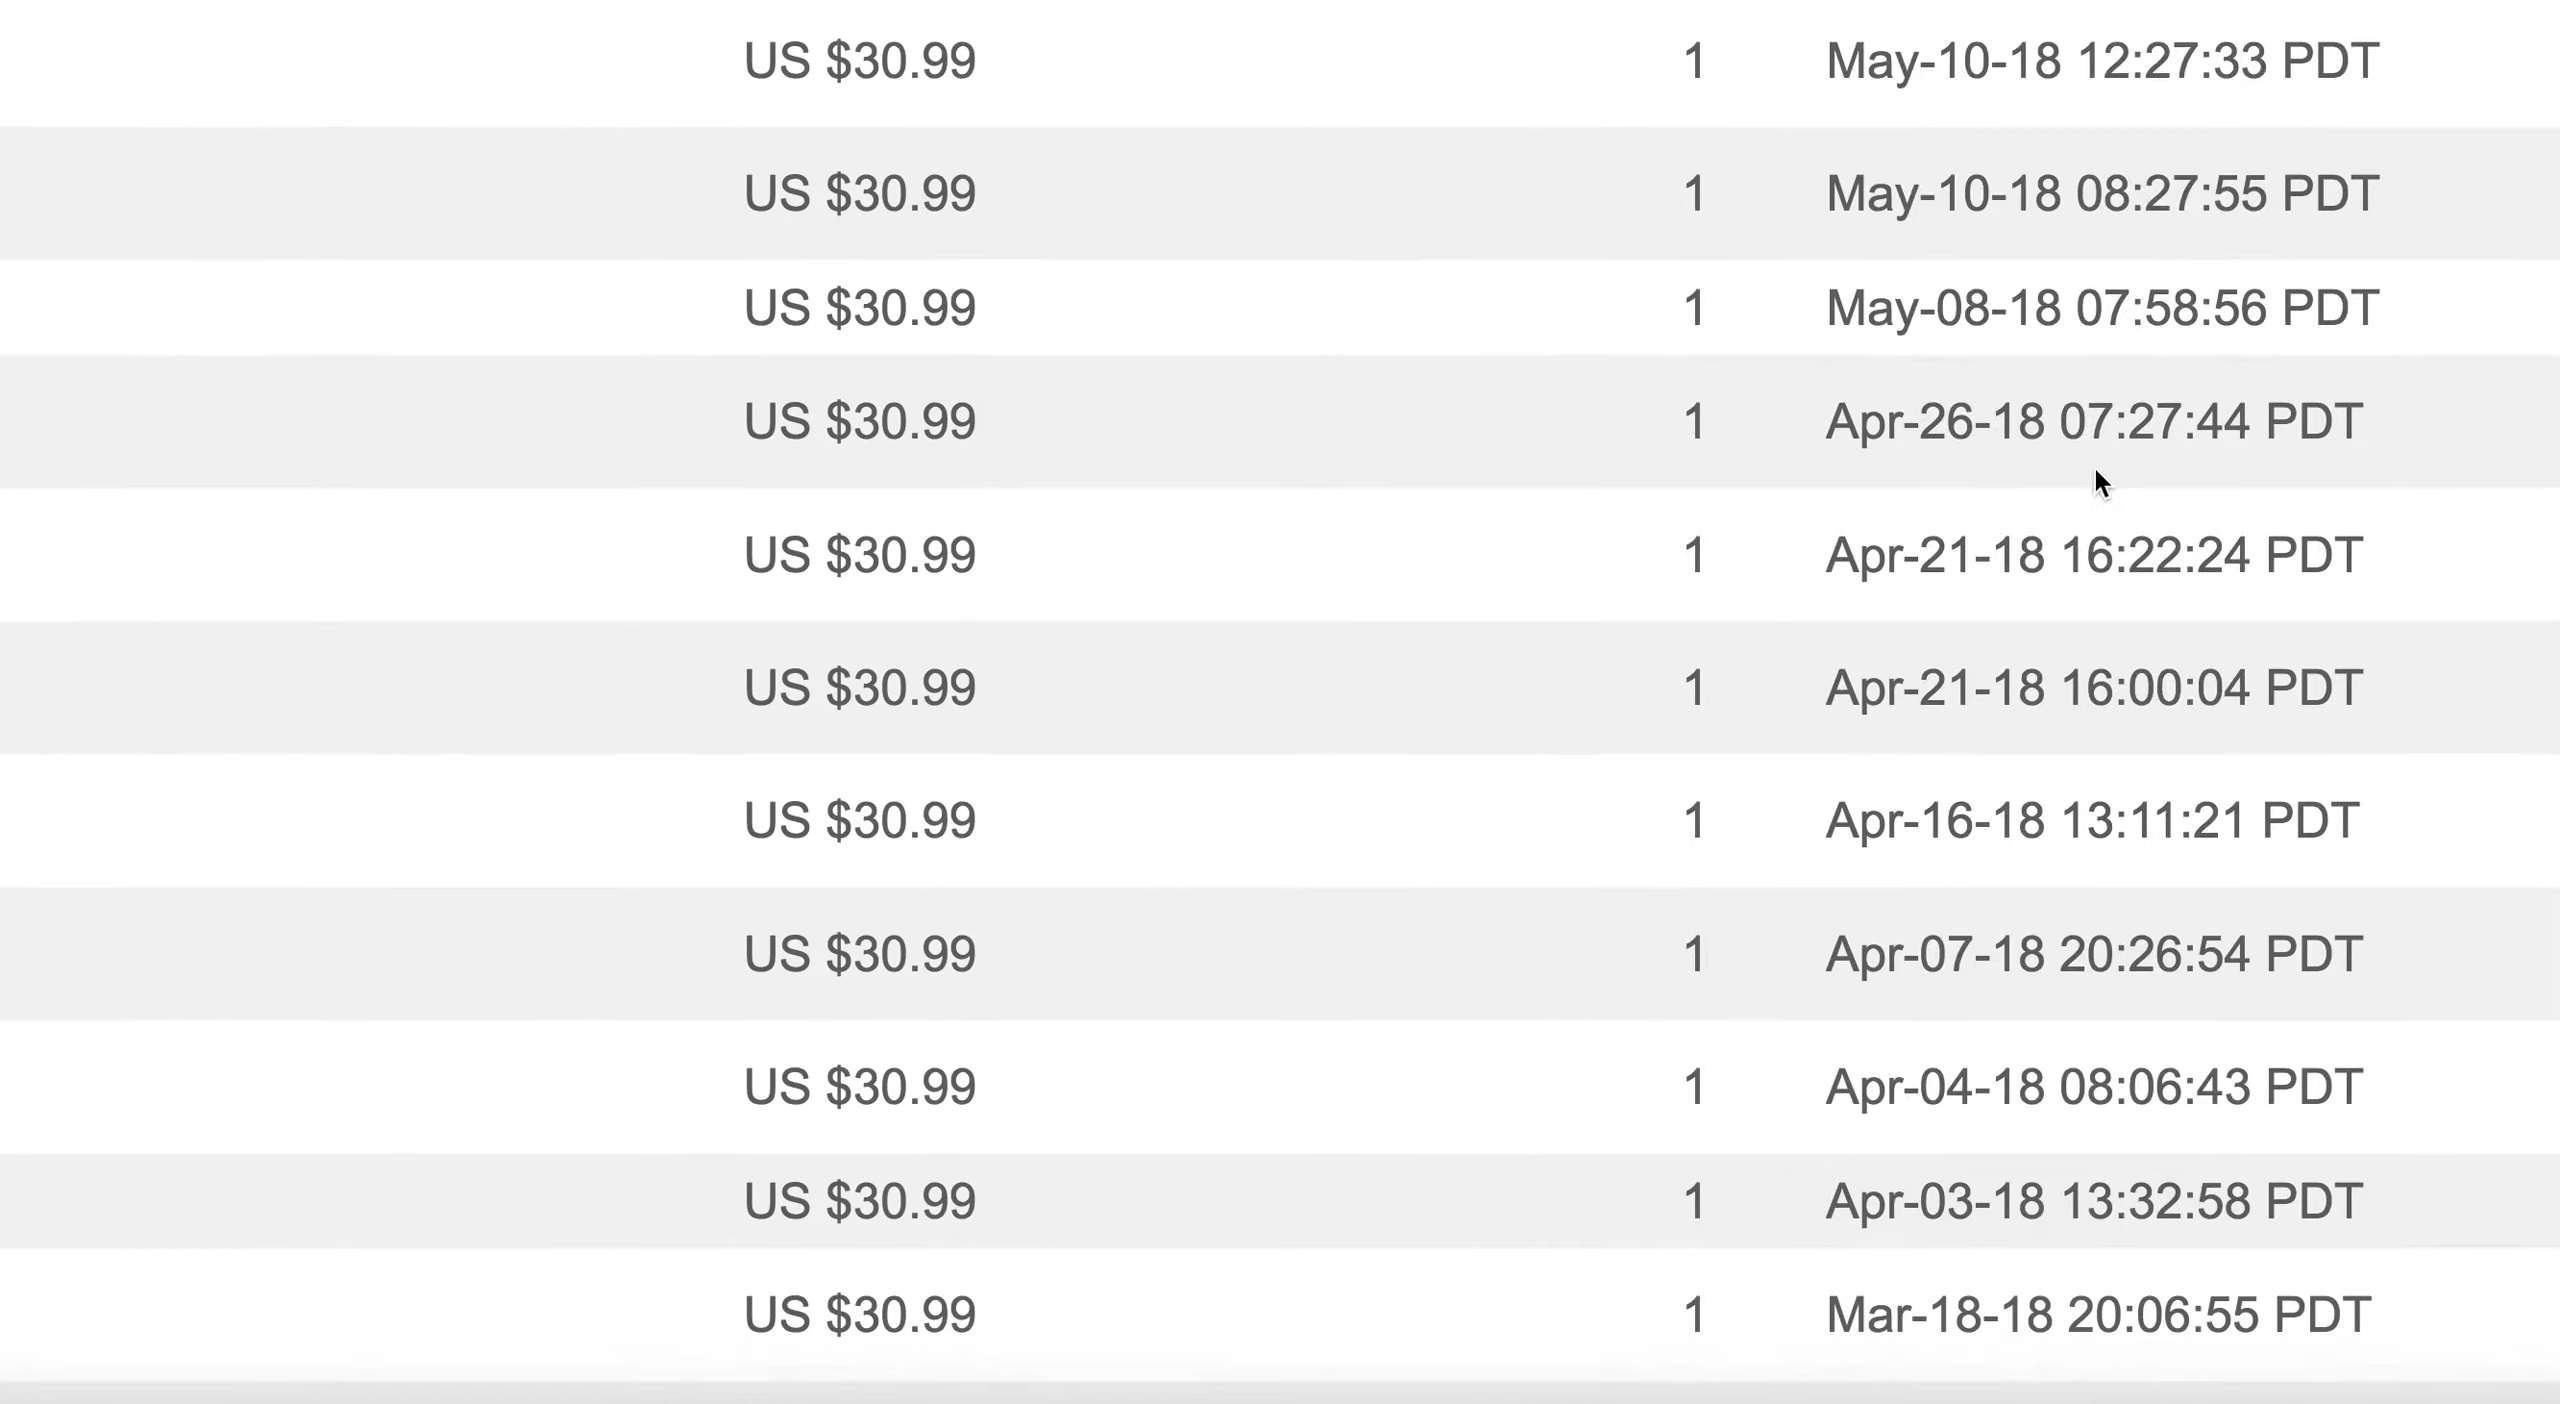 US $30.99 1 May-10-18 12:27:33 PDT
US $30.99 1 May-10-18 08:27:55 PDT
US $30.99 1 May-08-18 07:58:56 PDT
US $30.99 1 Apr-26-18 07:27:44 PDT
US $30.99 1 Apr-21-18 16:22:24 PDT
US $30.99 1 Apr-21-18 16:00:04 PDT
US $30.99 1 Apr-16-18 13:11:21 PDT
US $30.99 1 Apr-07-18 20:26:54 PDT
US $30.99 1 Apr-04-18 08:06:43 PDT
US $30.99 1 Apr-03-18 13:32:58 PDT
US $30.99 1 Mar-18-18 20:06:55 PDT